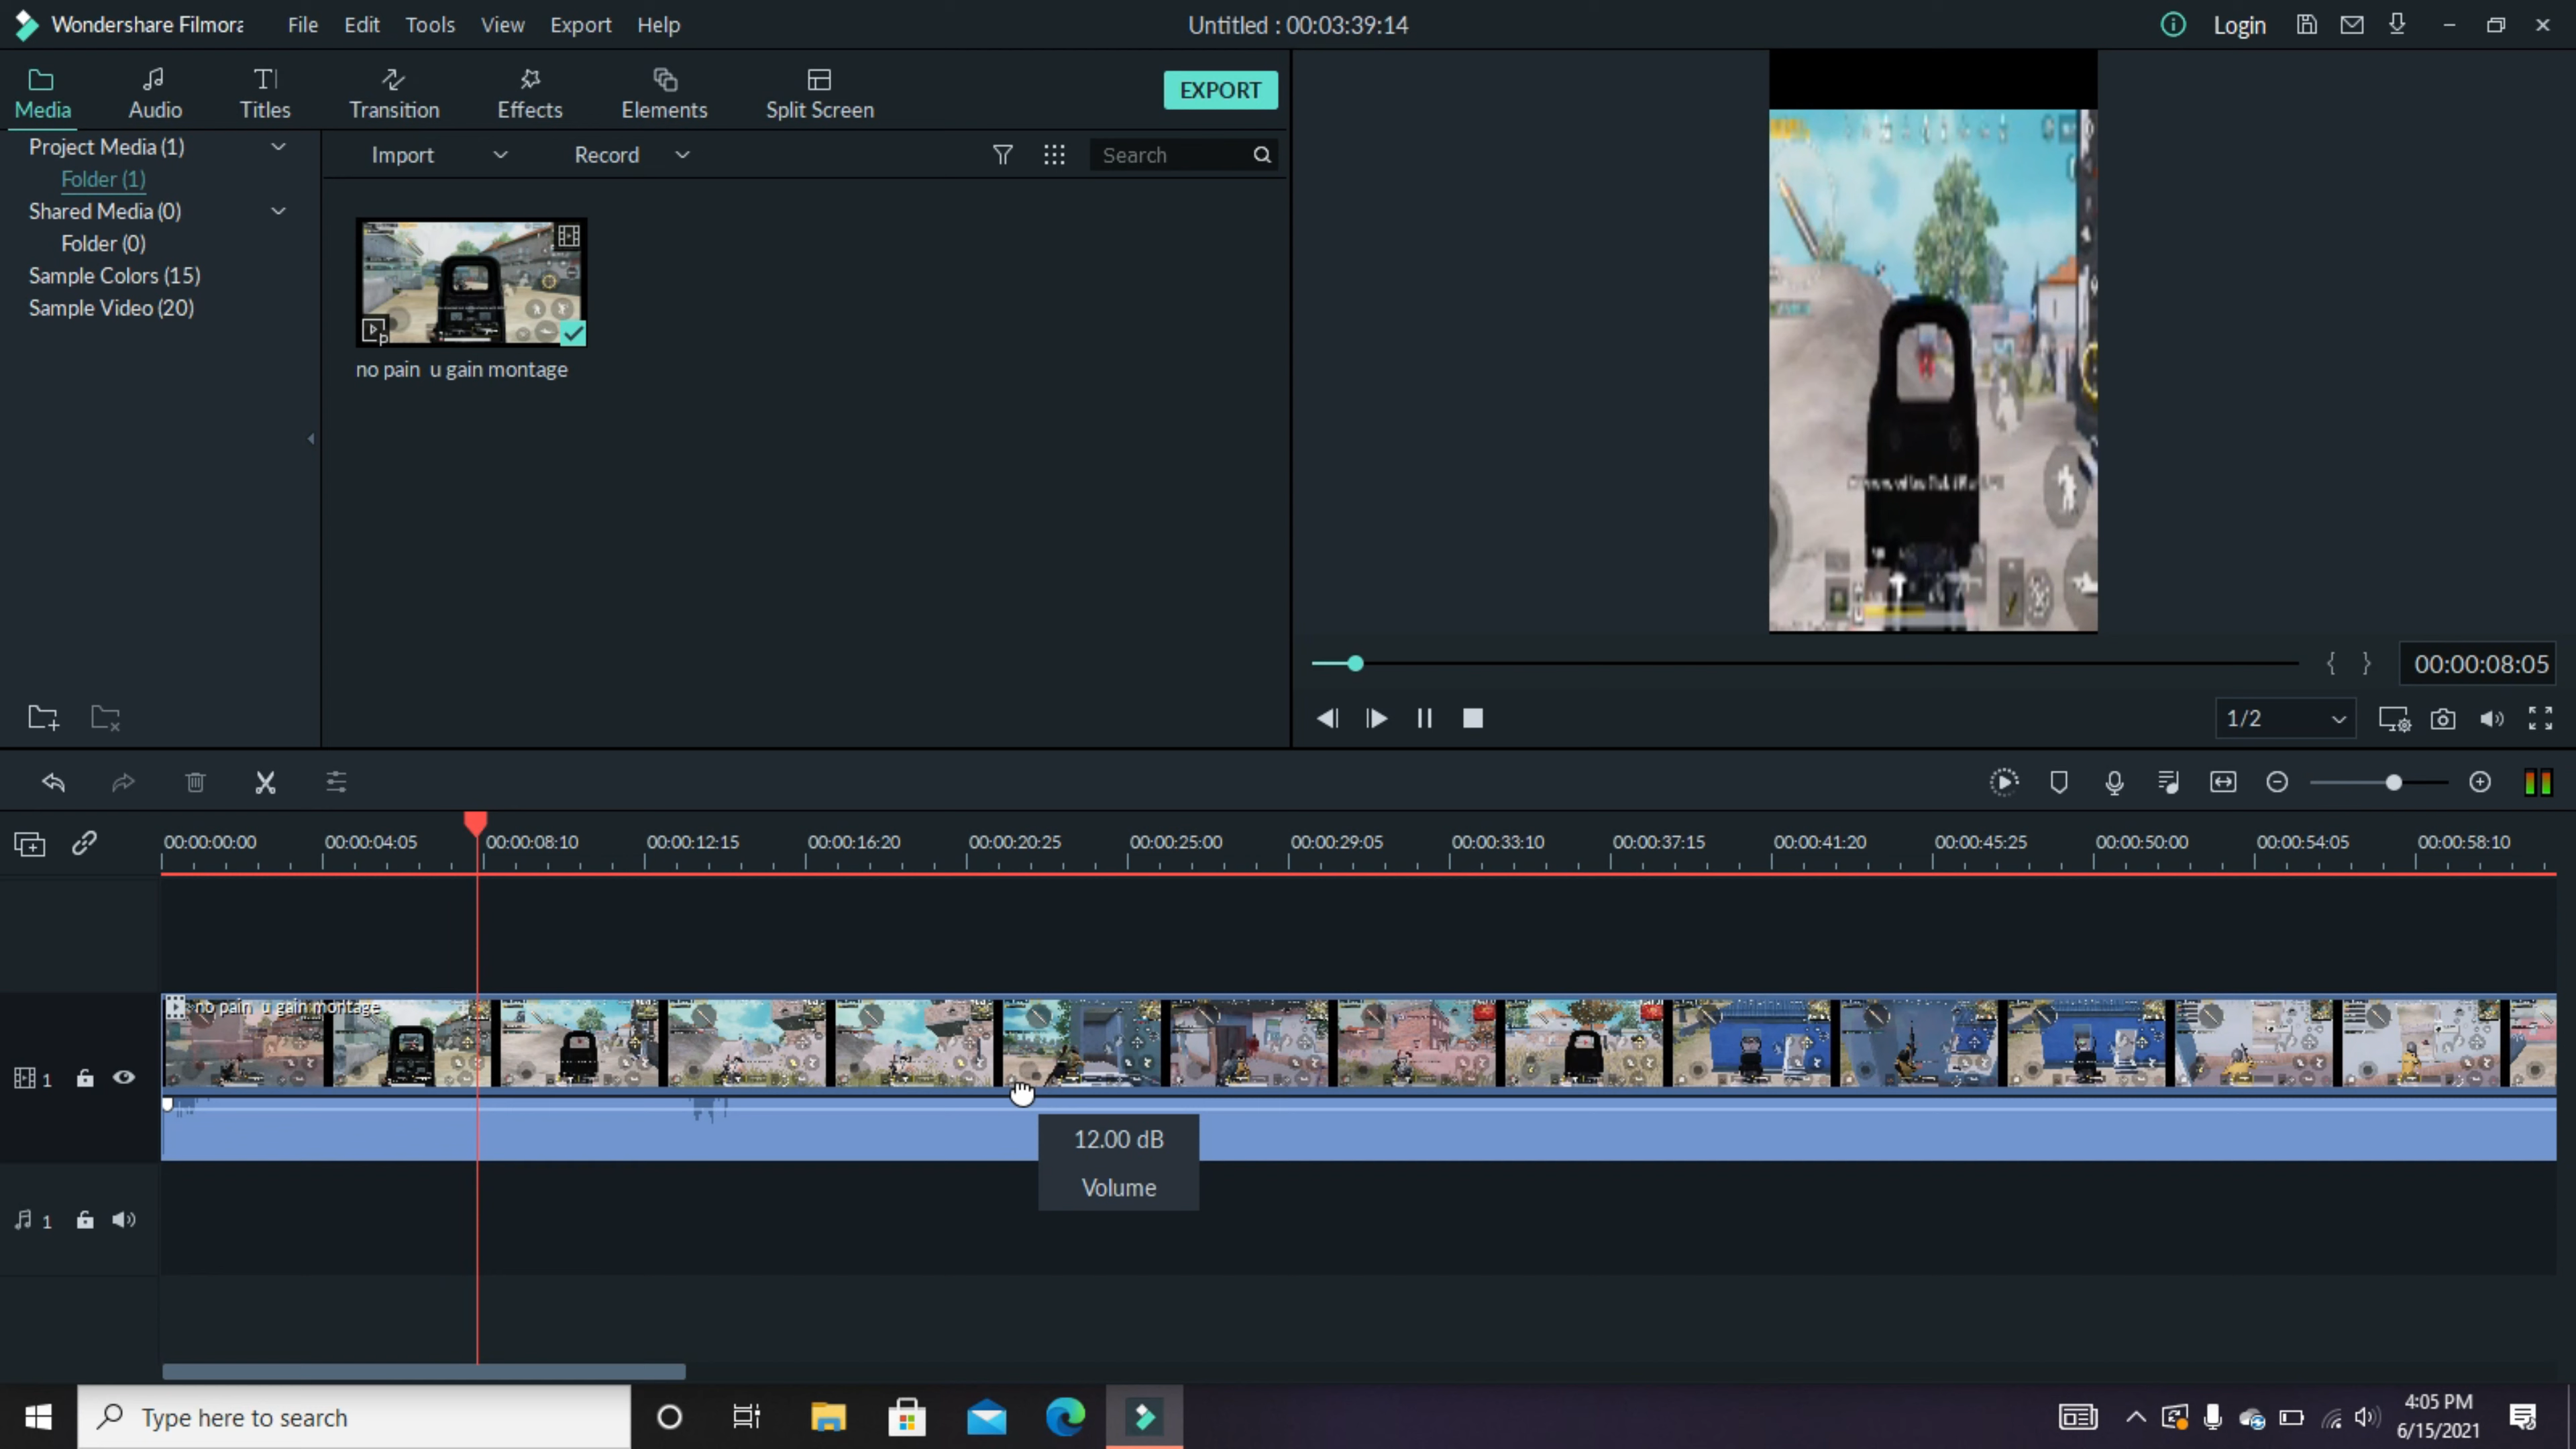 Wondershare Filmora
File
Edit
Tools
View
Export
Help
Untitled : 00:03:39:14
Login
Media
Audio
Titles
Transition
Effects
Elements
Split Screen
EXPORT
Project Media (1)
Folder (1)
Shared Media (0)
Folder (0)
Sample Colors (15)
Sample Video (20)
Import
Record
Search
no pain u gain montage
00:00:08:05
1/2
00:00:00:00
00:00:04:05
00:00:08:10
00:00:12:15
00:00:16:20
00:00:20:25
00:00:25:00
00:00:29:05
00:00:33:10
00:00:37:15
00:00:41:20
00:00:45:25
00:00:50:00
00:00:54:05
00:00:58:10
no pain u gain montage
1
12.00 dB
Volume
1
Type here to search
4:05 PM
6/15/2021